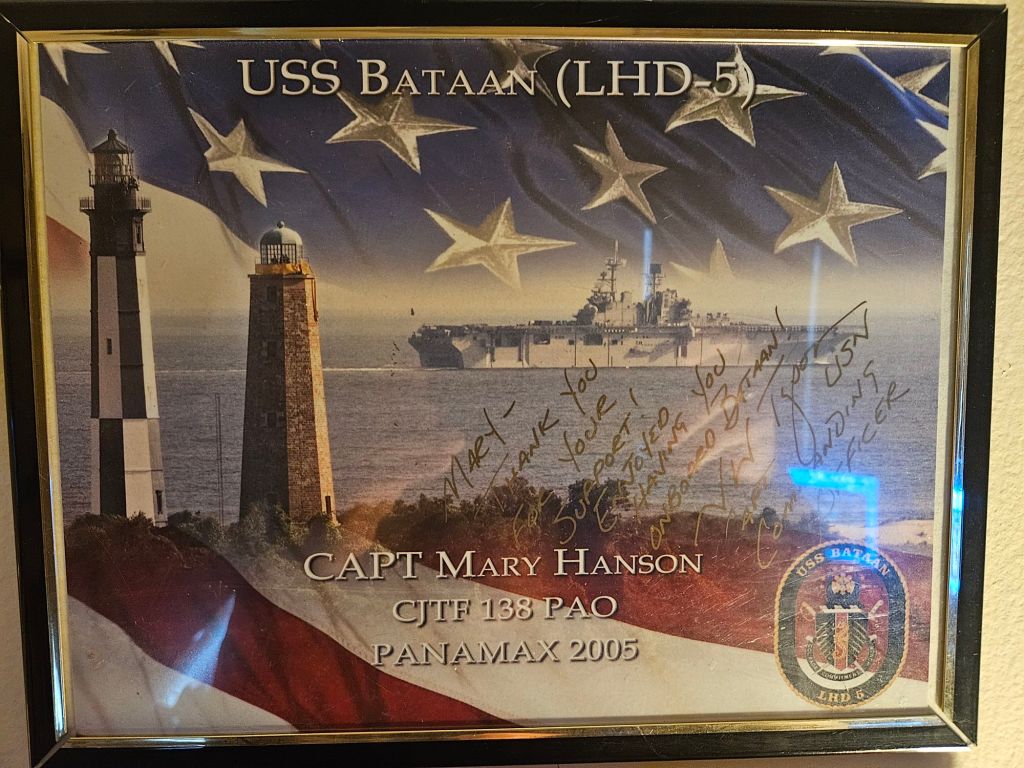 USS BATAAN (LHD-5)
MARY-
THANK YOU
FOR YOUR
SUPPORT!
ENJOYED
HAVING YOU
ONBOARD BATAAN!
USN
COMMANDING
OFFICER
CAPT MARY HANSON
CJTF 138 PAO
PANAMAX 2005
USS BATAAN
LHD 5